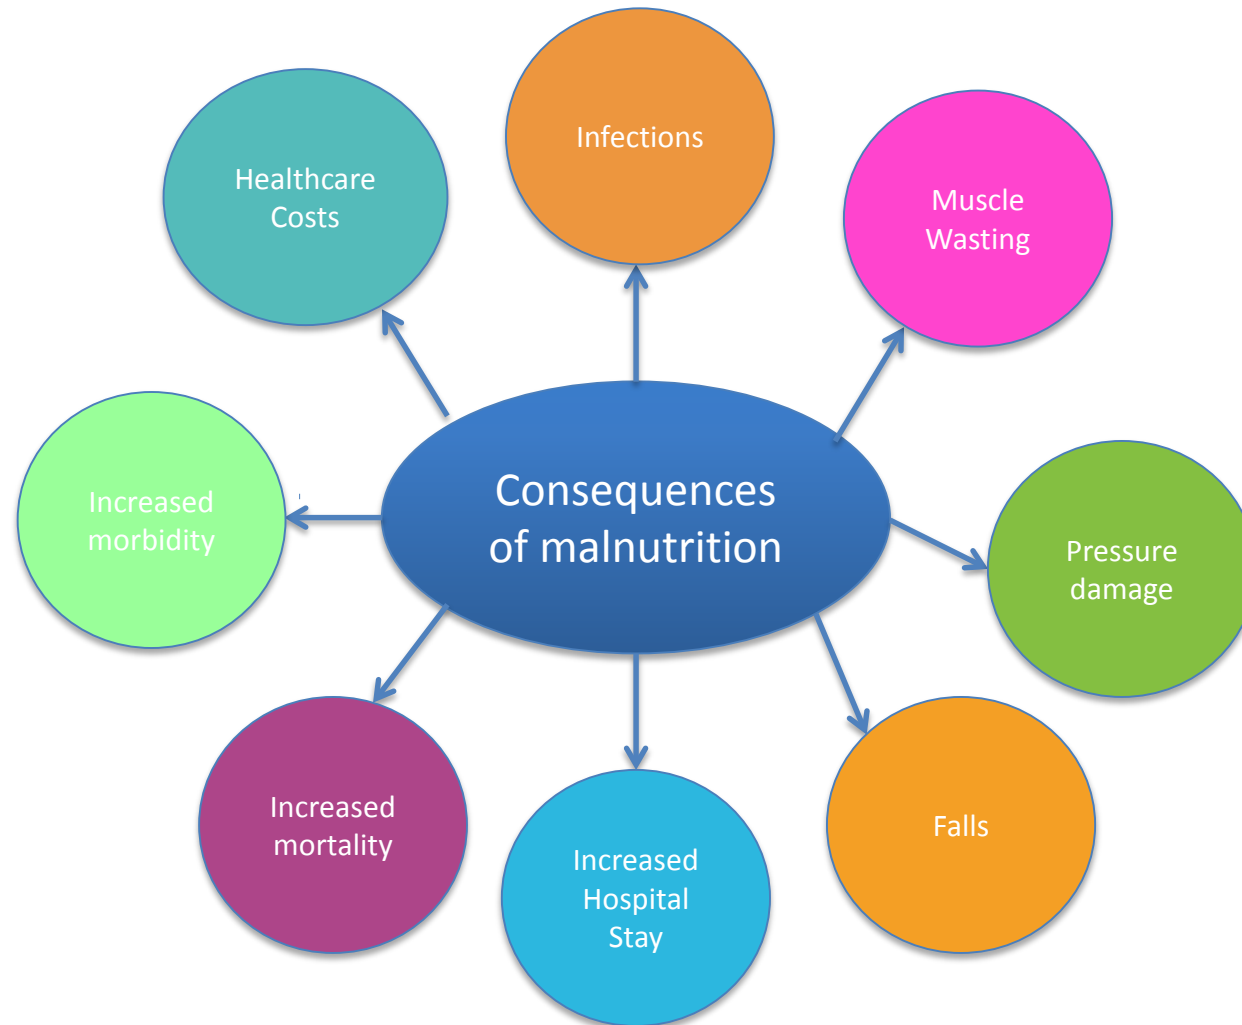 Infections
Healthcare
Costs
Muscle
Wasting
Consequences
of malnutrition
Increased
morbidity
Pressure
damage
Increased
mortality
Falls
Increased
Hospital
Stay